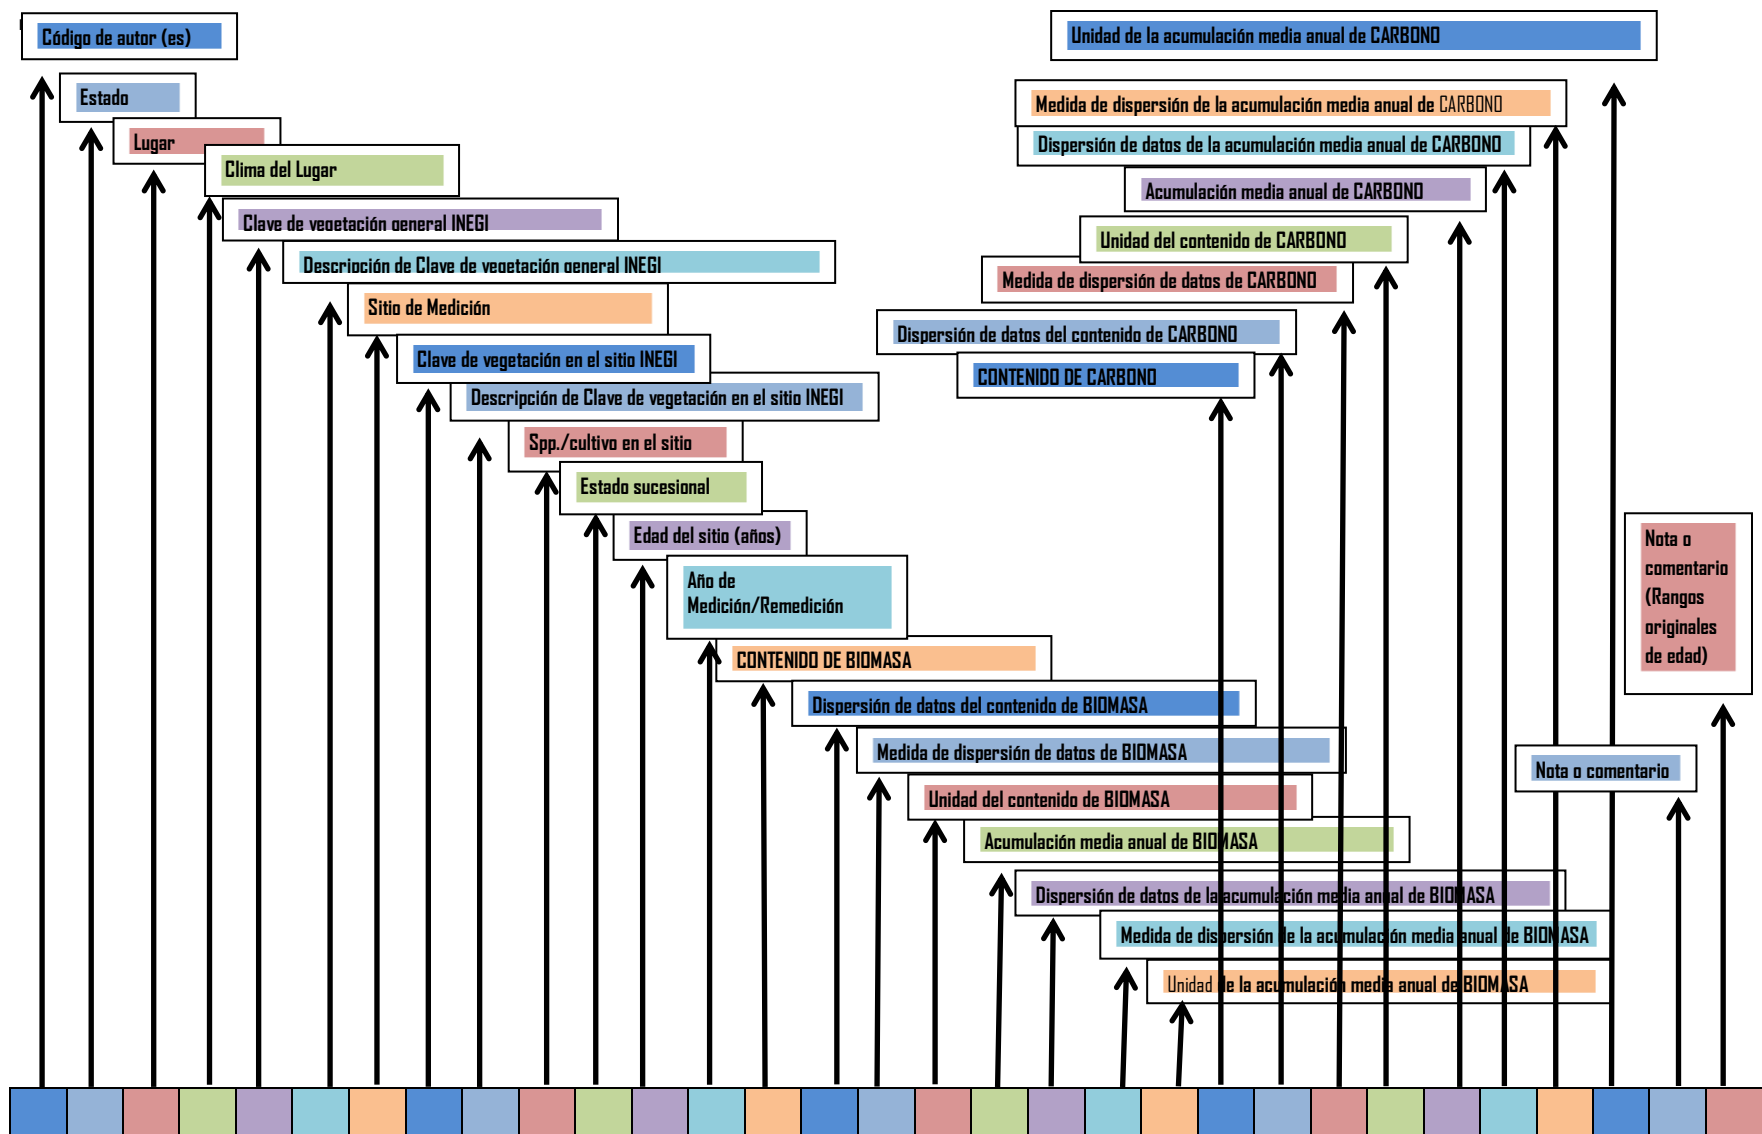 Código de autor (es)
Estado
Lugar
Clima del Lugar
Clave de vegetación general INEGI
Descripción de Clave de vegetación general INEGI
Sitio de Medición
Clave de vegetación en el sitio INEGI
Descripción de Clave de vegetación en el sitio INEGI
Spp./cultivo en el sitio
Estado sucesional
Edad del sitio (años)
Año de
Medición/Remedición
CONTENIDO DE BIOMASA
Dispersión de datos del contenido de BIOMASA
Medida de dispersión de datos de BIOMASA
Unidad del contenido de BIOMASA
Acumulación media anual de BIOMASA
Dispersión de datos de la acumulación media anual de BIOMASA
Medida de dispersión de la acumulación media anual de BIOMASA
Unidad de la acumulación media anual de BIOMASA
CONTENIDO DE CARBONO
Dispersión de datos del contenido de CARBONO
Medida de dispersión de datos de CARBONO
Unidad del contenido de CARBONO
Acumulación media anual de CARBONO
Dispersión de datos de la acumulación media anual de CARBONO
Medida de dispersión de la acumulación media anual de CARBONO
Unidad de la acumulación media anual de CARBONO
Nota o comentario
Nota o
comentario
(Rangos
originales
de edad)